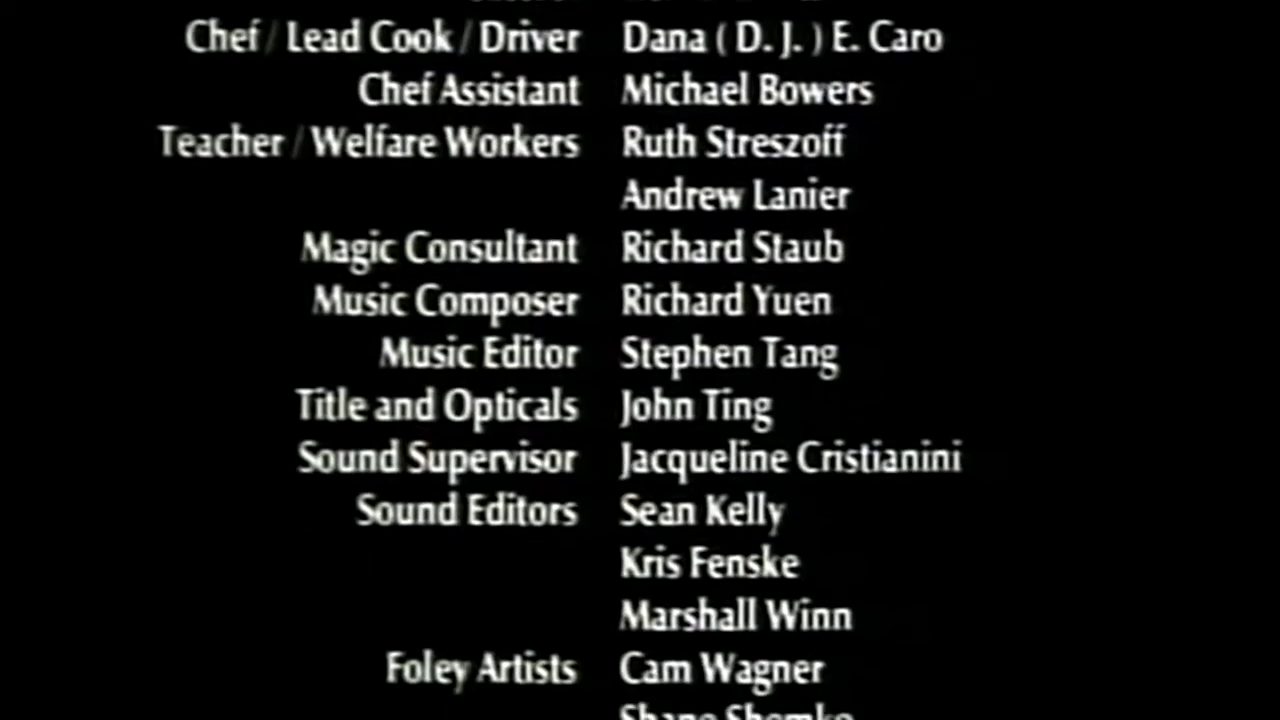 Chef / Lead Cook / Driver Dana ( D. J. ) E. Caro
Chef Assistant Michael Bowers
Teacher / Welfare Workers Ruth Streszoff
Andrew Lanier
Magic Consultant Richard Staub
Music Composer Richard Yuen
Music Editor Stephen Tang
Title and Opticals John Ting
Sound Supervisor Jacqueline Cristianini
Sound Editors Sean Kelly
Kris Fenske
Marshall Winn
Foley Artists Cam Wagner